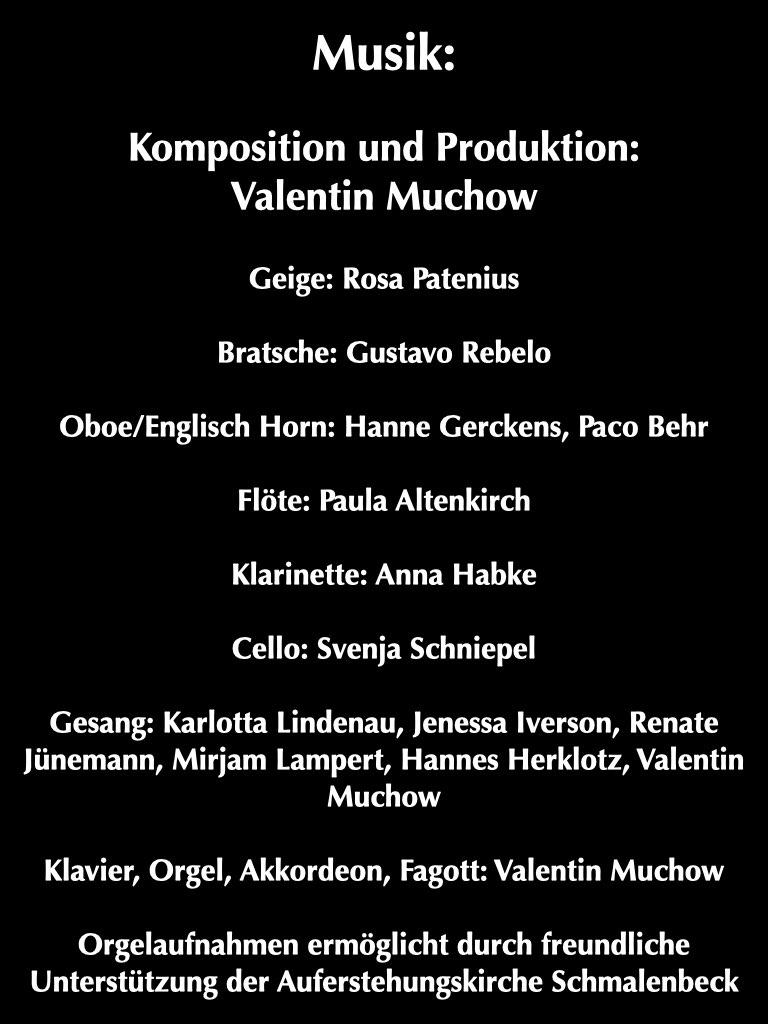 Musik:
Komposition und Produktion:
Valentin Muchow
Geige: Rosa Patenius
Bratsche: Gustavo Rebelo
Oboe/Englisch Horn: Hanne Gerckens, Paco Behr
Flöte: Paula Altenkirch
Klarinette: Anna Habke
Cello: Svenja Schniepel
Gesang: Karlotta Lindenau, Jenessa Iverson, Renate
Jünemann, Mirjam Lampert, Hannes Herklotz, Valentin
Muchow
Klavier, Orgel, Akkordeon, Fagott: Valentin Muchow
Orgelaufnahmen ermöglicht durch freundliche
Unterstützung der Auferstehungskirche Schmalenbeck